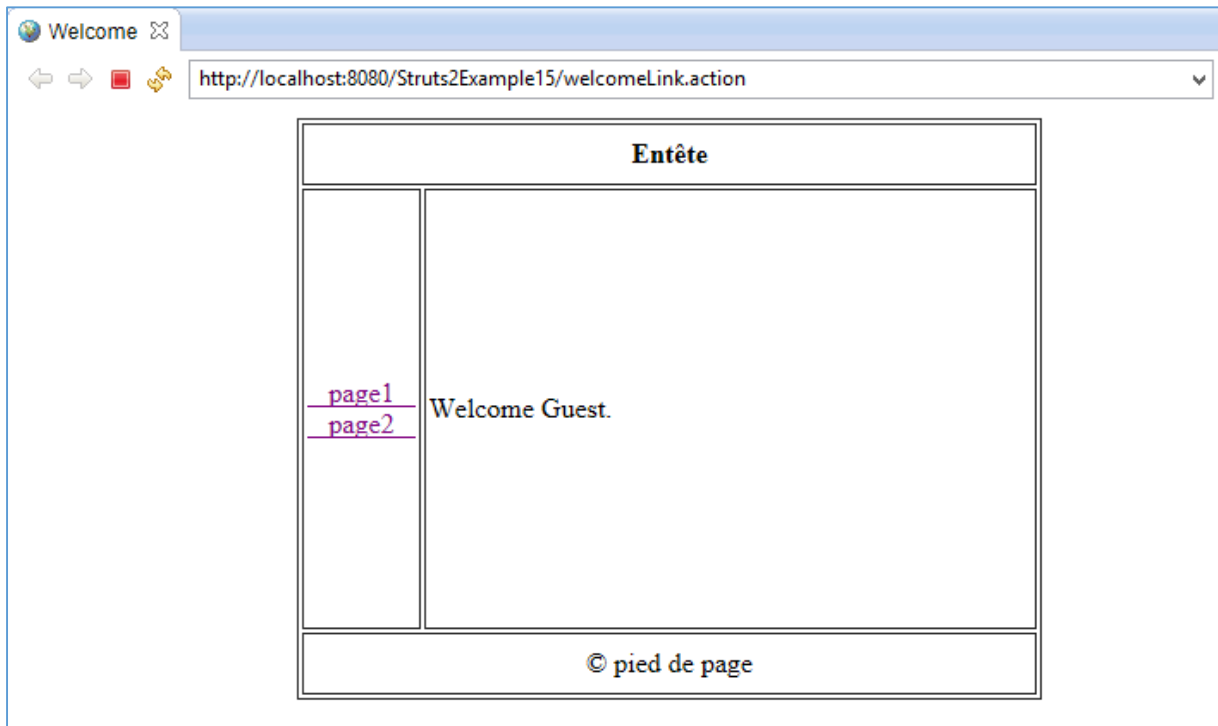 Welcome
http://localhost:8080/Struts2Example15/welcomeLink.action
Entête
page1
page2
Welcome Guest.
© pied de page